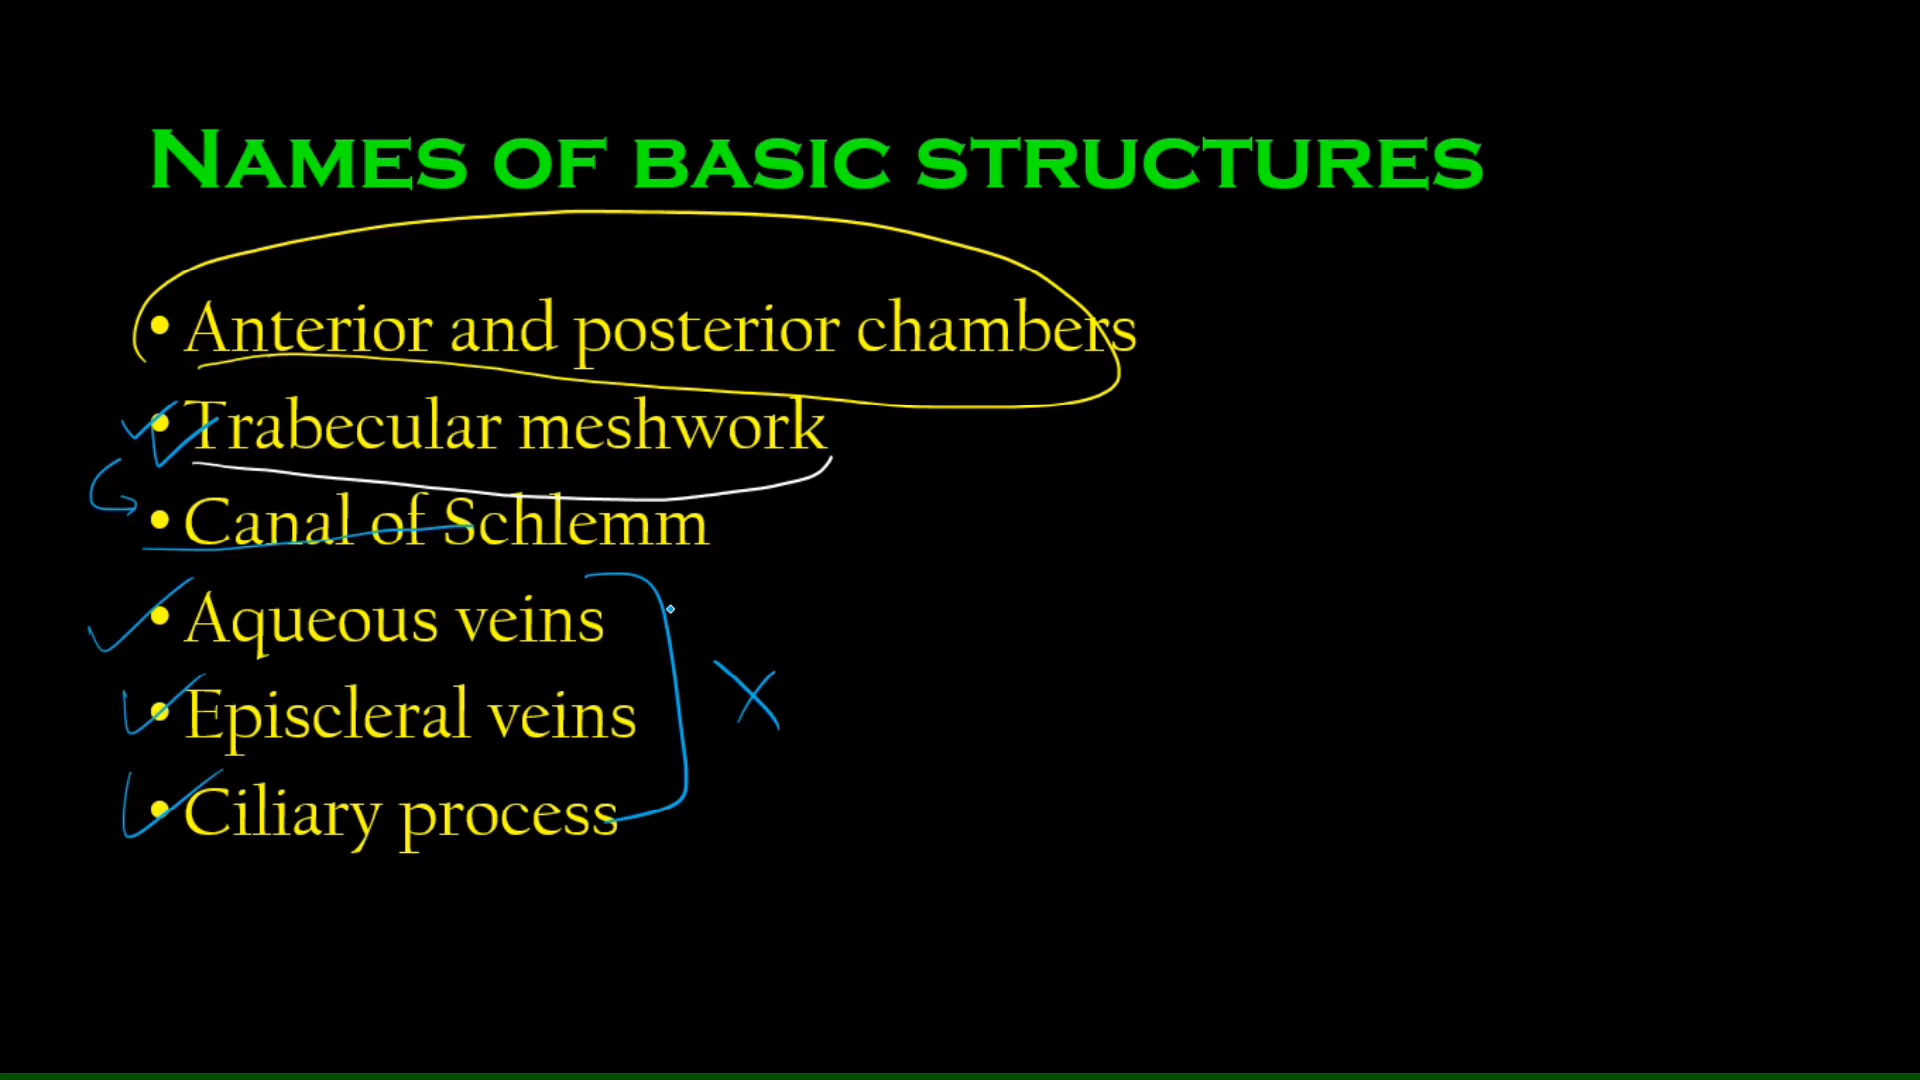 Names of basic structures
• Anterior and posterior chambers
• Trabecular meshwork
• Canal of Schlemm
• Aqueous veins
• Episcleral veins
• Ciliary process